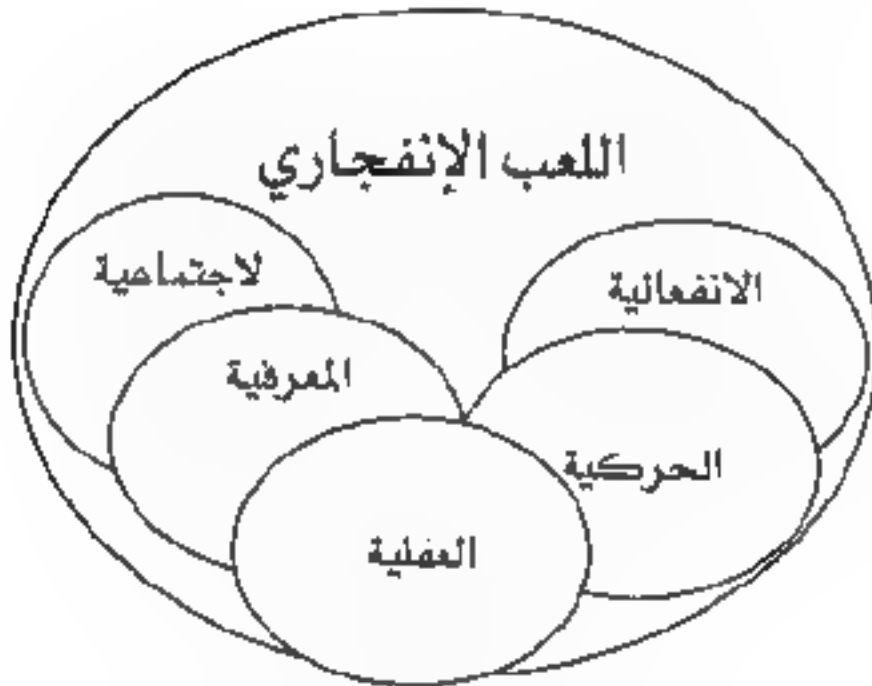 اللعب الإنفجاري
الانفعالية
لاجتماعية
المعرفية
الحركية
العقلية